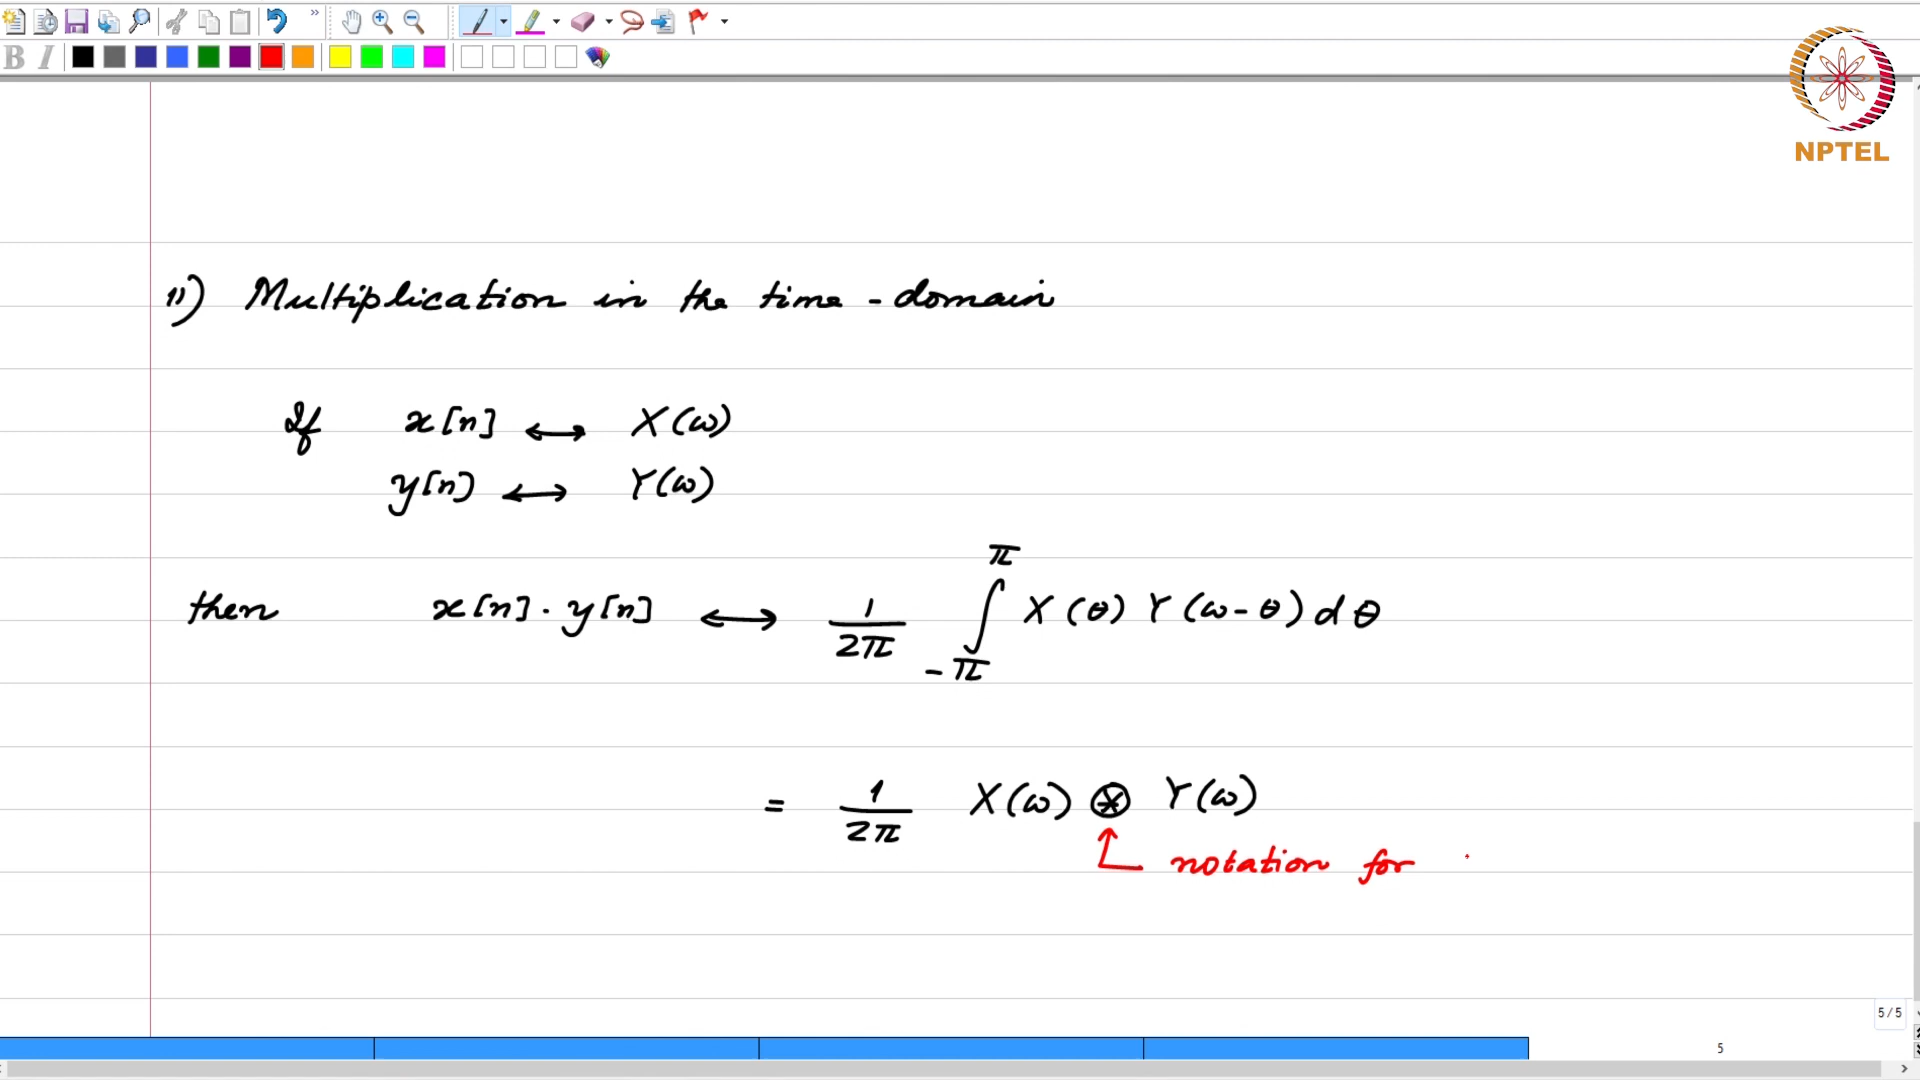 B I
NPTEL
11) Multiplication in the time-domain
If x[n] ↔ X(ω)
y[n] ↔ Y(ω)
then x[n] · y[n] ↔ 1/2π ∫_{-π}^{π} X(θ) Y(ω-θ) dθ
= 1/2π X(ω) ⊛ Y(ω)
notation for
5/5
5